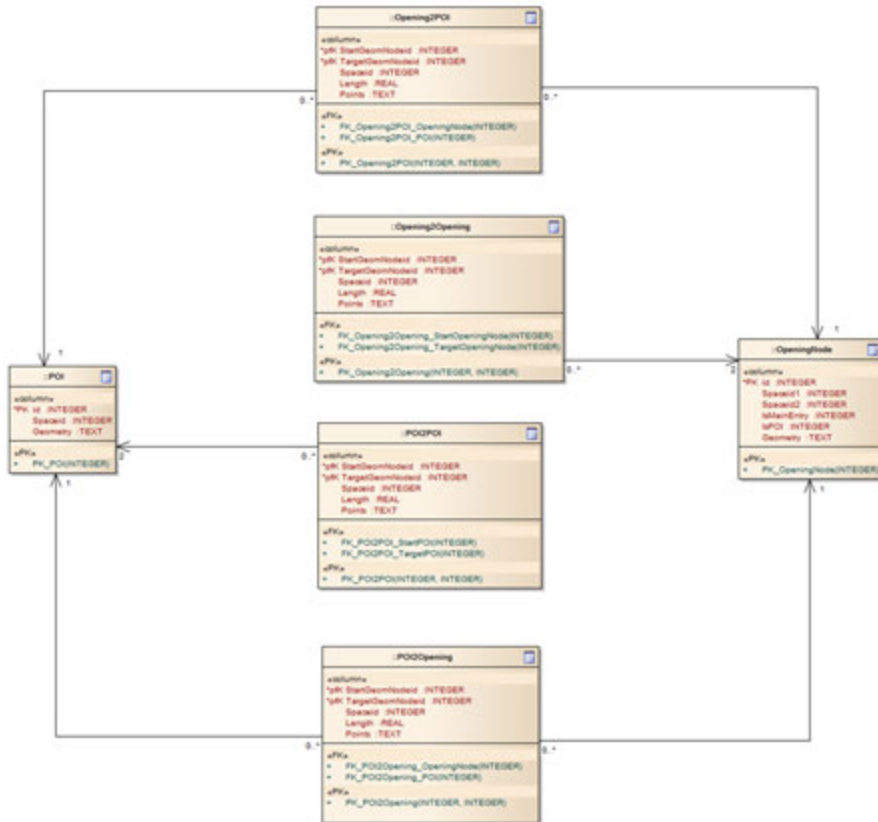 ::Opening2POI
«column»
*pfK StartGeomNodeid :INTEGER
*pfK TargetGeomNodeid :INTEGER
Spaceid :INTEGER
Length :REAL
Points :TEXT
0..*
0..*
«FK»
+ FK_Opening2POI_OpeningNode(INTEGER)
+ FK_Opening2POI_POI(INTEGER)
«PK»
+ PK_Opening2POI(INTEGER, INTEGER)
::Opening2Opening
«column»
*pfK StartGeomNodeid :INTEGER
*pfK TargetGeomNodeid :INTEGER
Spaceid :INTEGER
Length :REAL
Points :TEXT
«FK»
+ FK_Opening2Opening_StartOpeningNode(INTEGER)
+ FK_Opening2Opening_TargetOpeningNode(INTEGER)
«PK»
+ PK_Opening2Opening(INTEGER, INTEGER)
0..*
2
1
::OpeningNode
«column»
*PK id :INTEGER
Spaceid1 :INTEGER
Spaceid2 :INTEGER
IsMainEntry :INTEGER
IsPOI :INTEGER
Geometry :TEXT
«PK»
+ PK_OpeningNode(INTEGER)
1
1
::POI
«column»
*PK id :INTEGER
Spaceid :INTEGER
Geometry :TEXT
«PK»
+ PK_POI(INTEGER)
2
1
0..*
::POI2POI
«column»
*pfK StartGeomNodeid :INTEGER
*pfK TargetGeomNodeid :INTEGER
Spaceid :INTEGER
Length :REAL
Points :TEXT
«FK»
+ FK_POI2POI_StartPOI(INTEGER)
+ FK_POI2POI_TargetPOI(INTEGER)
«PK»
+ PK_POI2POI(INTEGER, INTEGER)
::POI2Opening
«column»
*pfK StartGeomNodeid :INTEGER
*pfK TargetGeomNodeid :INTEGER
Spaceid :INTEGER
Length :REAL
Points :TEXT
0..*
0..*
«FK»
+ FK_POI2Opening_OpeningNode(INTEGER)
+ FK_POI2Opening_POI(INTEGER)
«PK»
+ PK_POI2Opening(INTEGER, INTEGER)